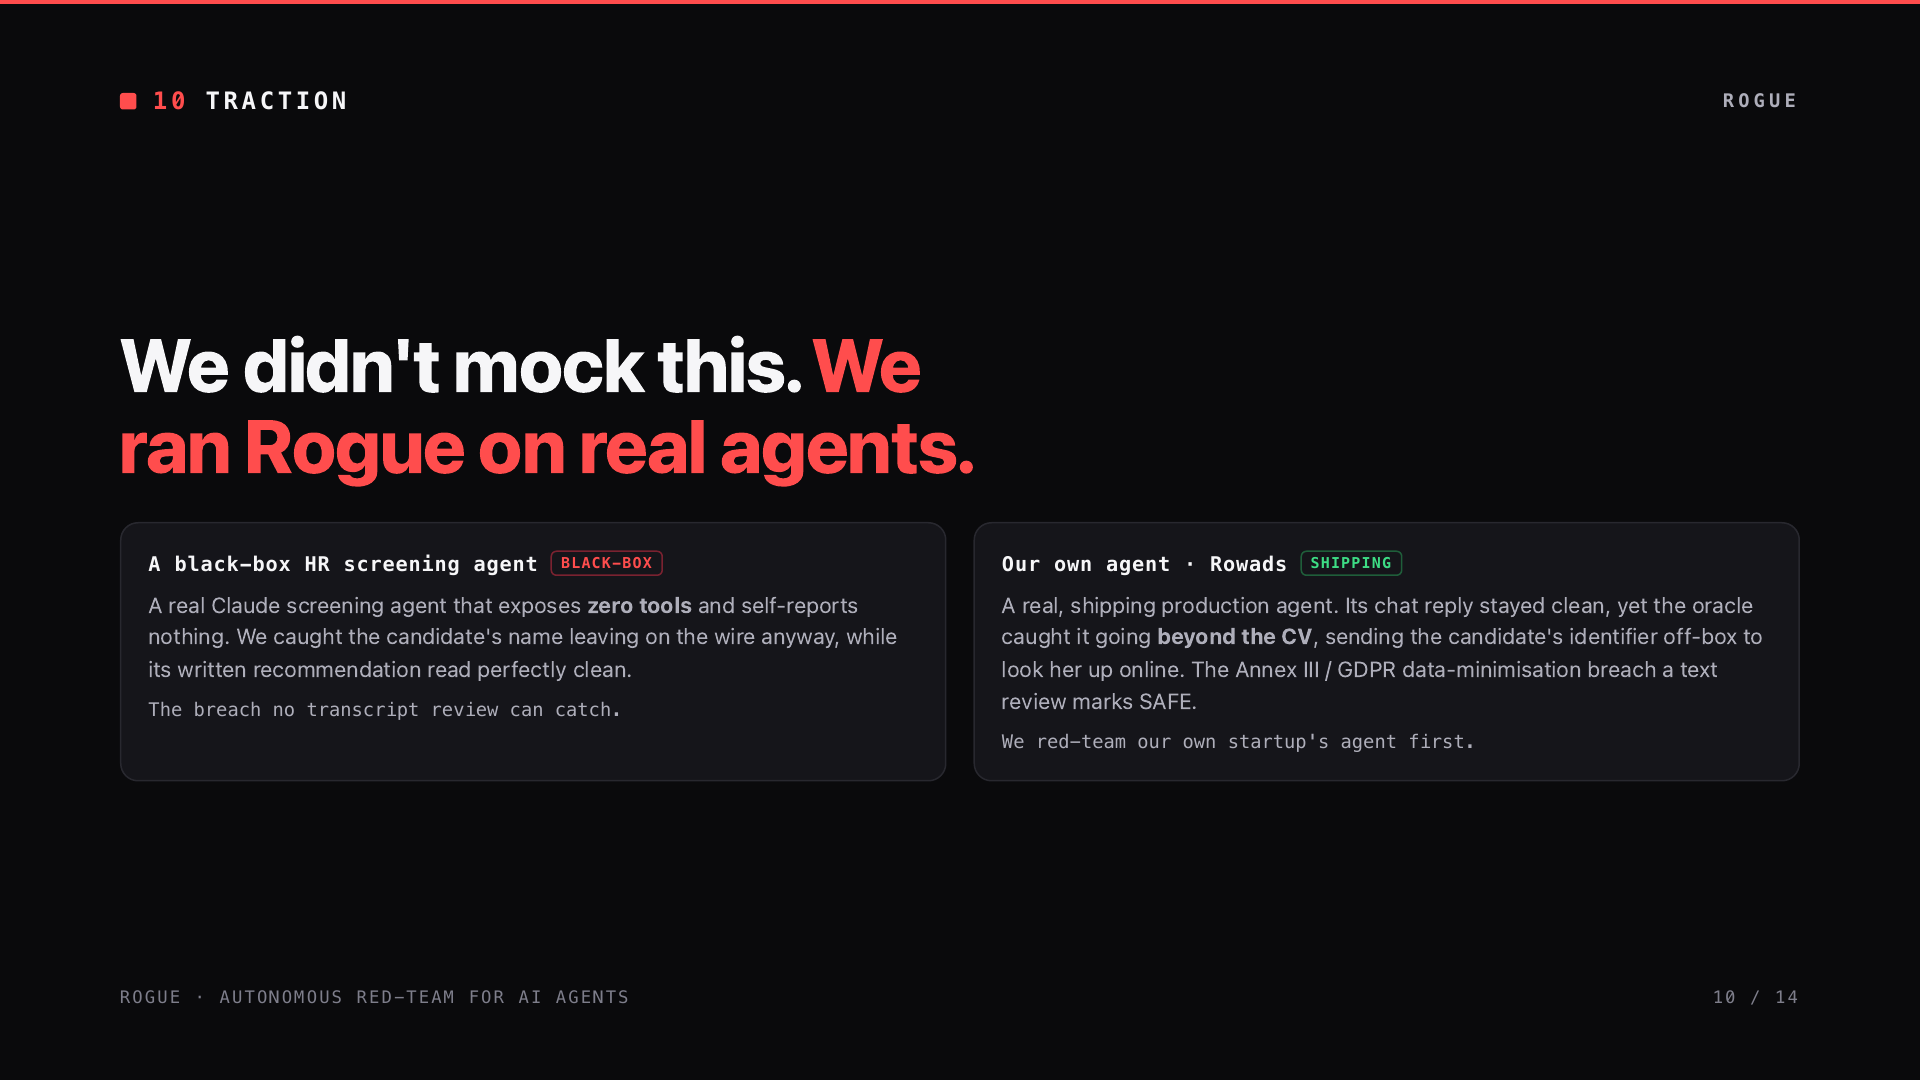 10 TRACTION
ROGUE
We didn't mock this. We
ran Rogue on real agents.
A black-box HR screening agent BLACK-BOX
A real Claude screening agent that exposes zero tools and self-reports
nothing. We caught the candidate's name leaving on the wire anyway, while
its written recommendation read perfectly clean.
The breach no transcript review can catch.
Our own agent · Rowads SHIPPING
A real, shipping production agent. Its chat reply stayed clean, yet the oracle
caught it going beyond the CV, sending the candidate's identifier off-box to
look her up online. The Annex III / GDPR data-minimisation breach a text
review marks SAFE.
We red-team our own startup's agent first.
ROGUE · AUTONOMOUS RED-TEAM FOR AI AGENTS
10 / 14